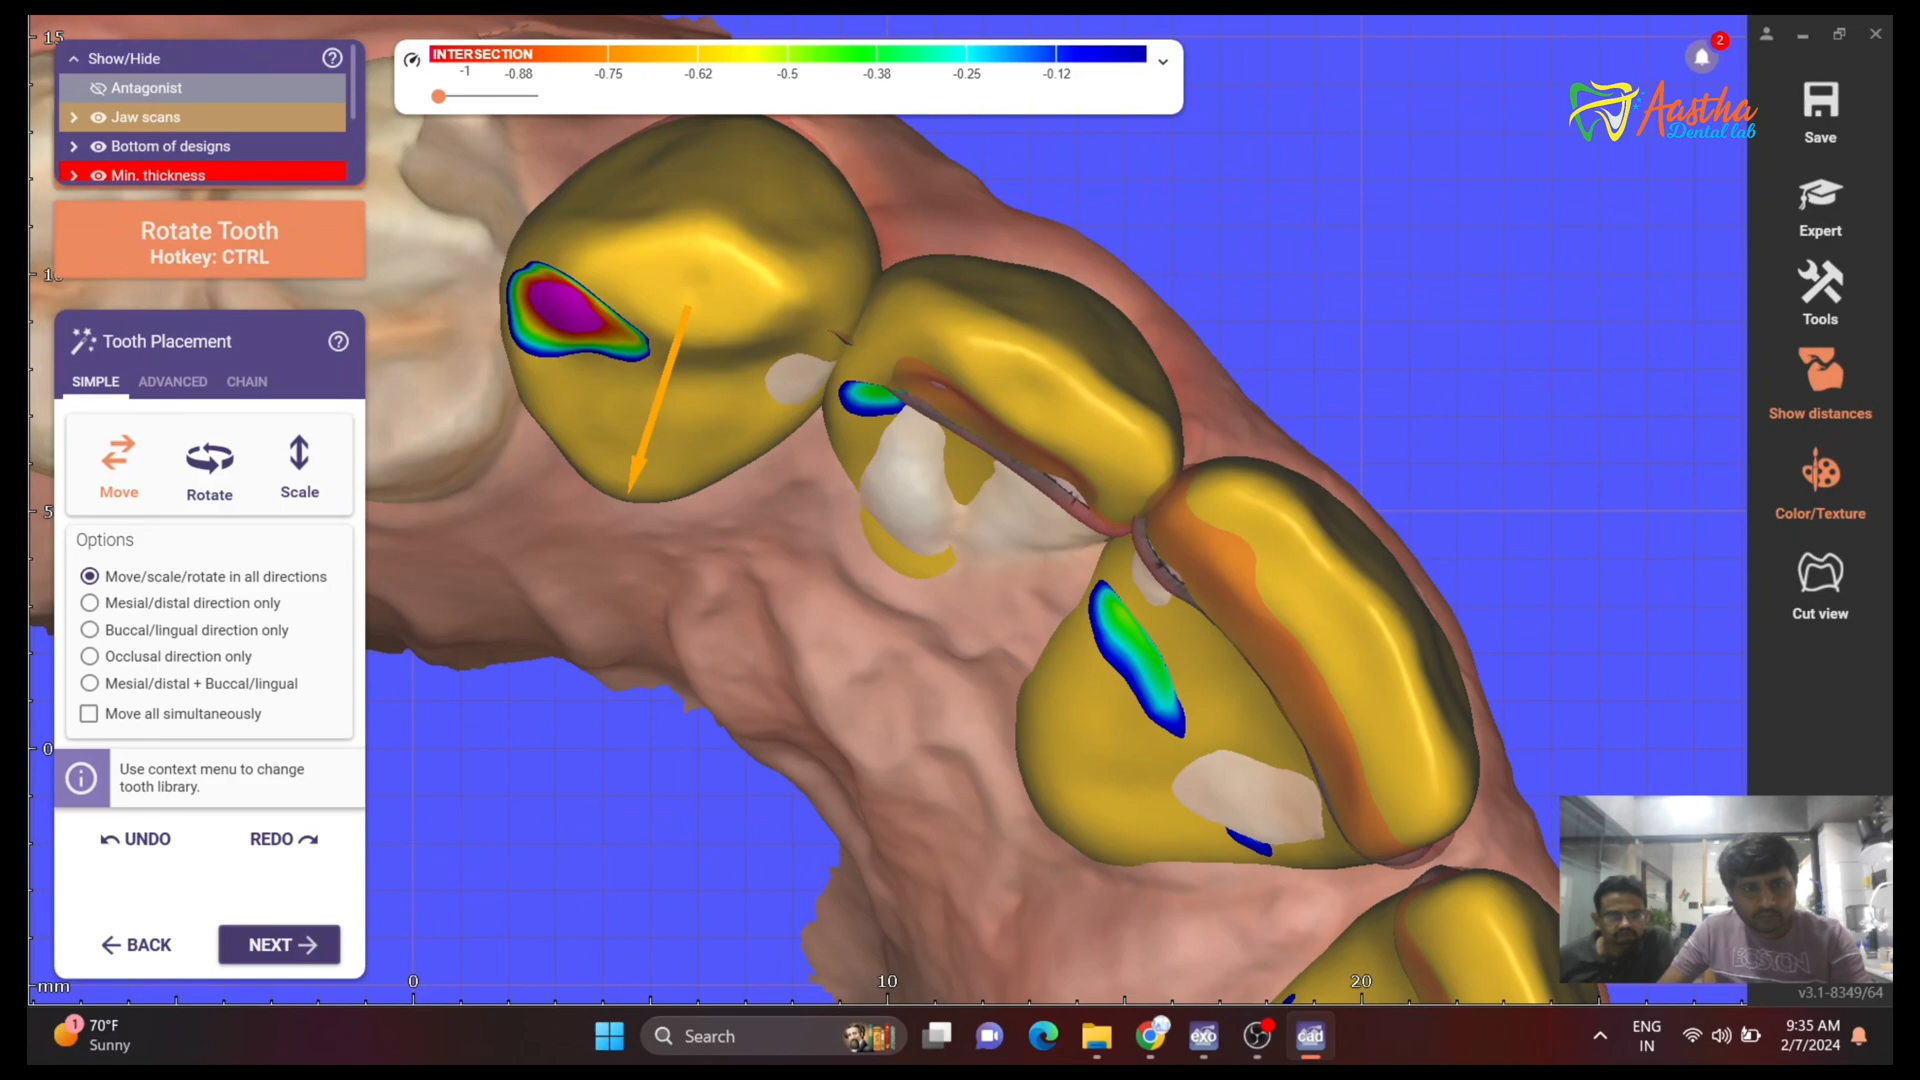 15
Show/Hide
Antagonist
Jaw scans
Bottom of designs
Min. thickness
INTERSECTION
-1 -0.88 -0.75 -0.62 -0.5 -0.38 -0.25 -0.12
2
Aastha
Dental lab
Save
Expert
Tools
Show distances
Color/Texture
Cut view
Rotate Tooth
Hotkey: CTRL
Tooth Placement
SIMPLE ADVANCED CHAIN
Move Rotate Scale
Options
Move/scale/rotate in all directions
Mesial/distal direction only
Buccal/lingual direction only
Occlusal direction only
Mesial/distal + Buccal/lingual
Move all simultaneously
Use context menu to change
tooth library.
UNDO REDO
BACK NEXT
5
0
mm
0 10 20
BOSTON
v3.1-8349/64
1
70°F
Sunny
Search
exo
cad
ENG
IN
9:35 AM
2/7/2024